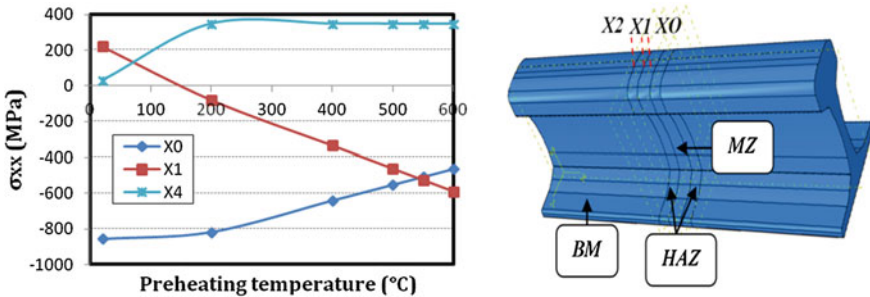 400
200
0
-200
-400
-600
-800
-1000
0 100 200 300 400 500 600
σxx (MPa)
Preheating temperature (°C)
X0
X1
X4
X2 X1 XO
MZ
BM
HAZ